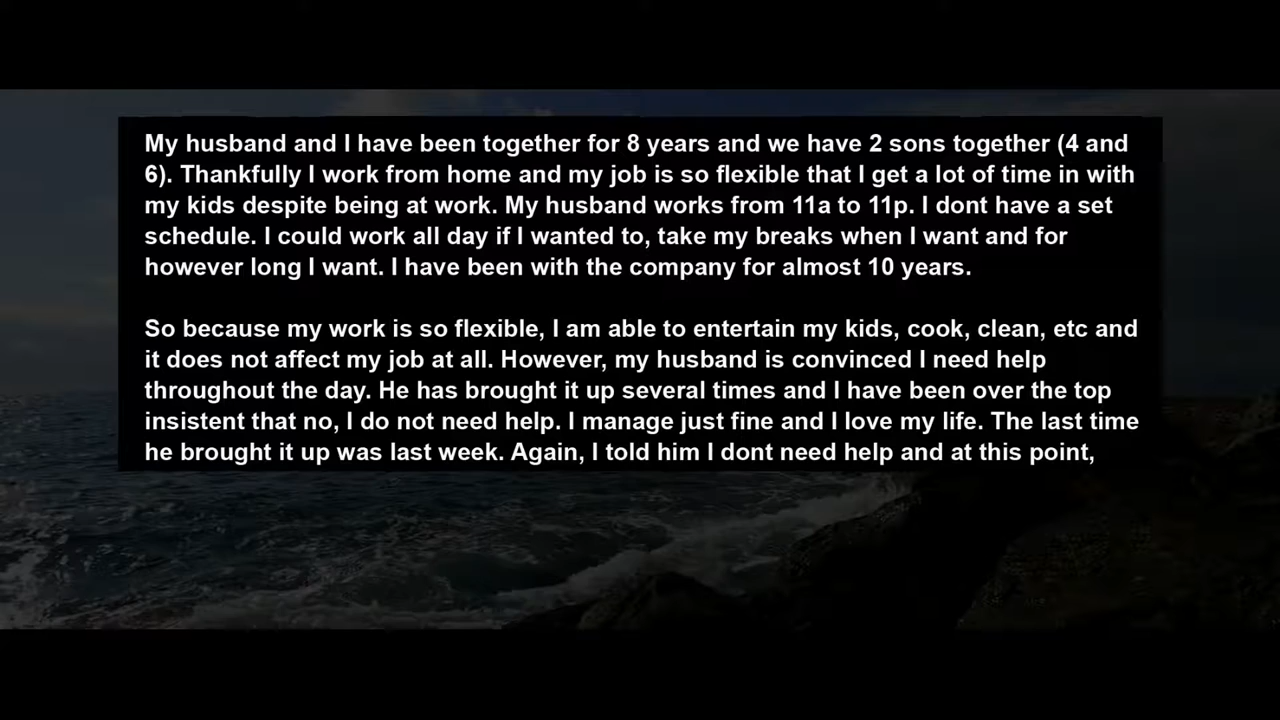 My husband and I have been together for 8 years and we have 2 sons together (4 and
6). Thankfully I work from home and my job is so flexible that I get a lot of time in with
my kids despite being at work. My husband works from 11a to 11p. I dont have a set
schedule. I could work all day if I wanted to, take my breaks when I want and for
however long I want. I have been with the company for almost 10 years.
So because my work is so flexible, I am able to entertain my kids, cook, clean, etc and
it does not affect my job at all. However, my husband is convinced I need help
throughout the day. He has brought it up several times and I have been over the top
insistent that no, I do not need help. I manage just fine and I love my life. The last time
he brought it up was last week. Again, I told him I dont need help and at this point,